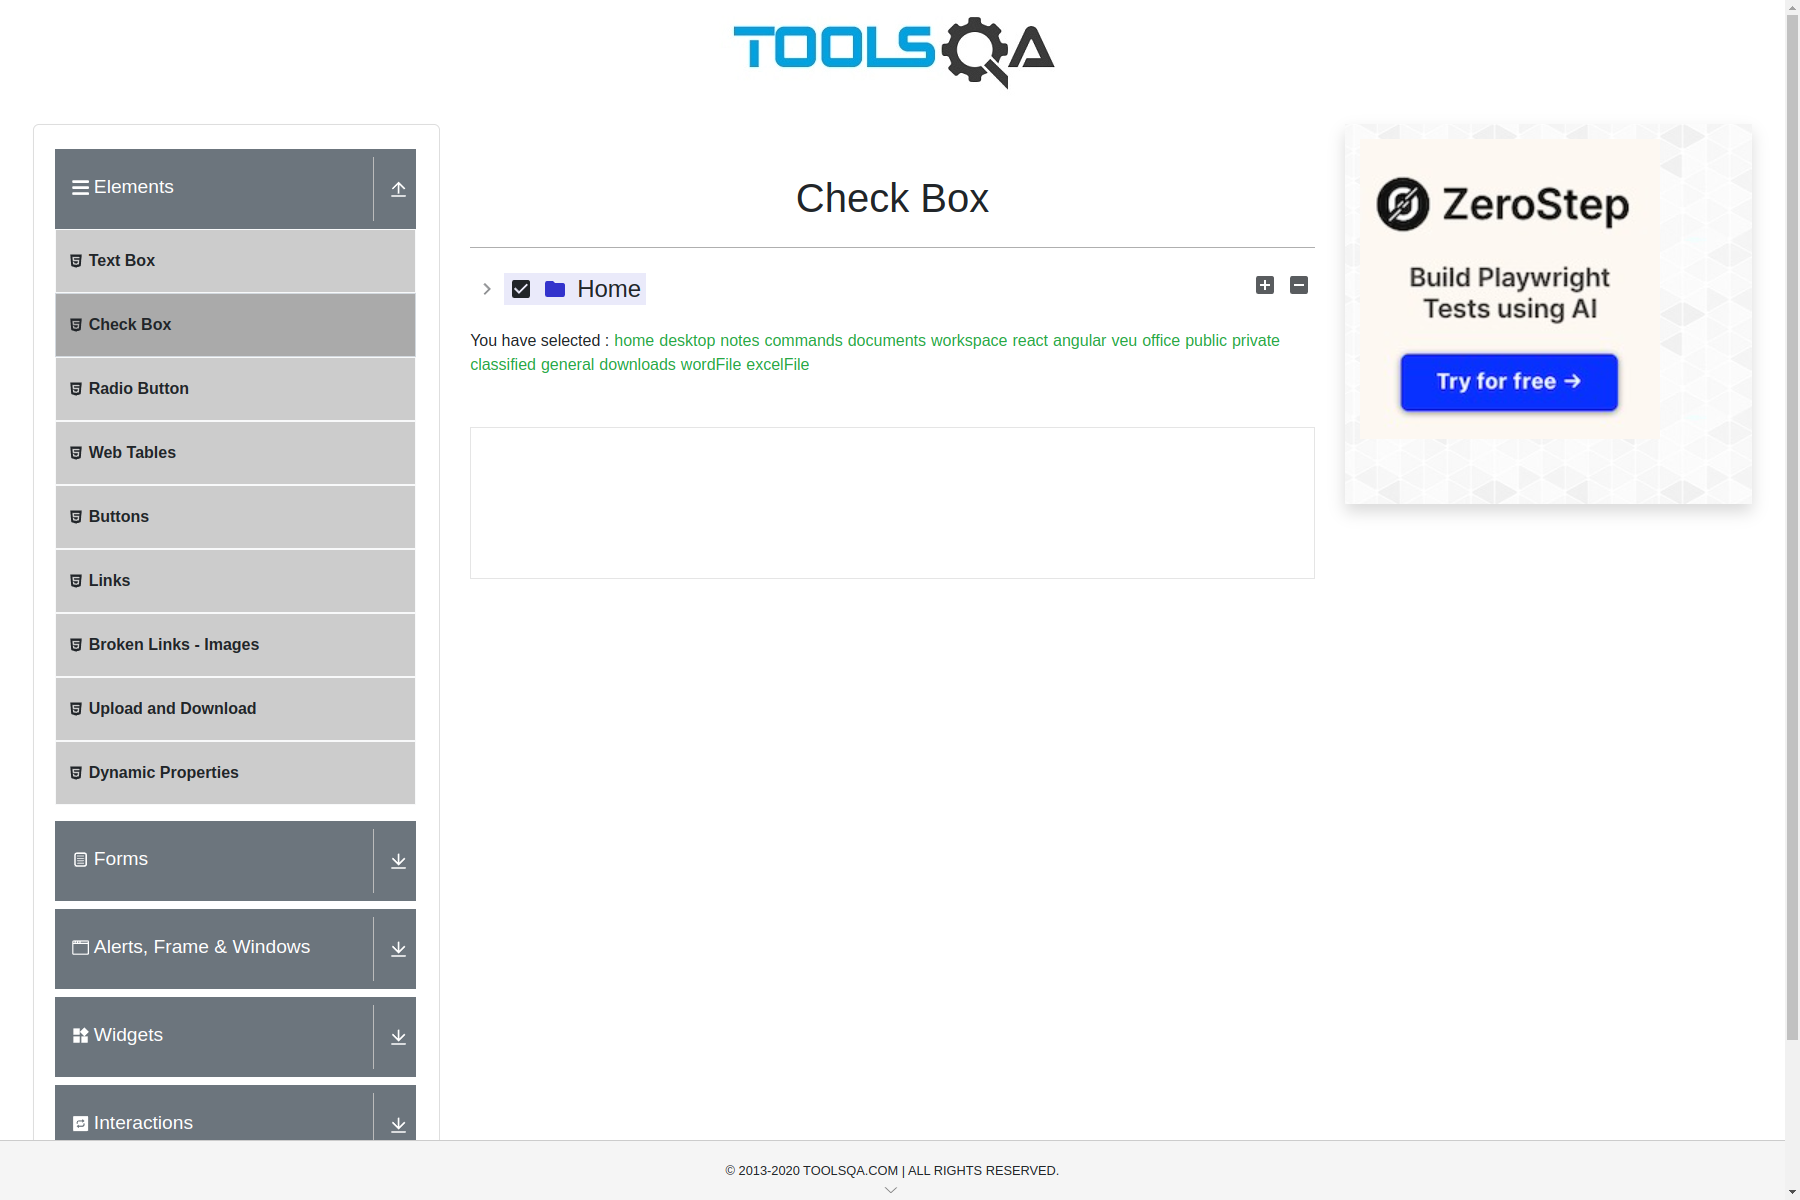 TOOLSQA
Elements
Text Box
Check Box
Radio Button
Web Tables
Buttons
Links
Broken Links - Images
Upload and Download
Dynamic Properties
Forms
Alerts, Frame & Windows
Widgets
Interactions
Check Box
Home
You have selected : home desktop notes commands documents workspace react angular veu office public private
classified general downloads wordFile excelFile
ZeroStep
Build Playwright
Tests using AI
Try for free →
© 2013-2020 TOOLSQA.COM | ALL RIGHTS RESERVED.